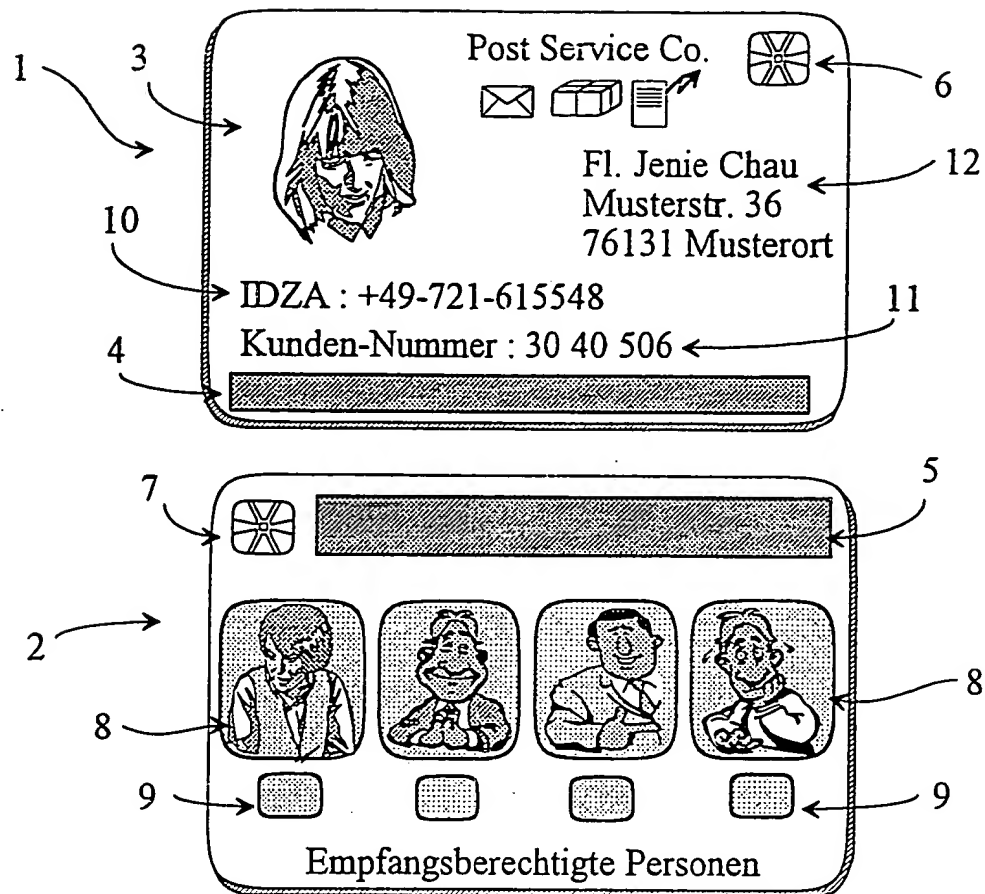 Post Service Co.
1
3
6
Fl. Jenie Chau
12
Musterstr. 36
76131 Musterort
10
IDZA : +49-721-615548
11
Kunden-Nummer : 30 40 506
4
7
5
2
8
8
9
9
Empfangsberechtigte Personen